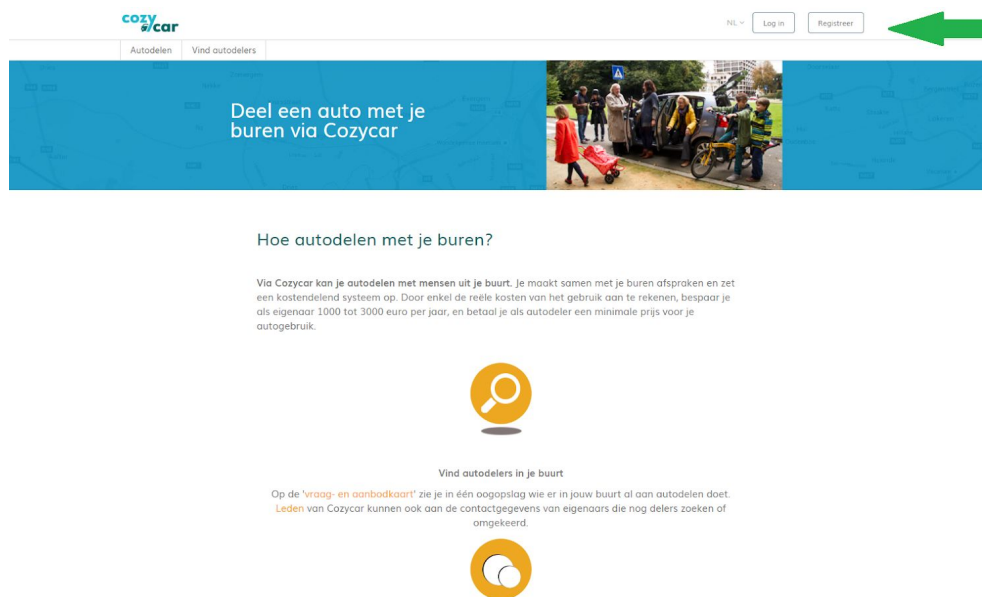 cozy
car
NL
Log in
Registreer
Autodelen
Vind autodelers
Deel een auto met je
buren via Cozycar
Hoe autodelen met je buren?
Via Cozycar kan je autodelen met mensen uit je buurt. Je maakt samen met je buren afspraken en zet
een kostendelend systeem op. Door enkel de reële kosten van het gebruik aan te rekenen, bespaar je
als eigenaar 1000 tot 3000 euro per jaar, en betaal je als autodeler een minimale prijs voor je
autogebruik.
Vind autodelers in je buurt
Op de 'vraag- en aanbodkaart' zie je in één oogopslag wie er in jouw buurt al aan autodelen doet.
Leden van Cozycar kunnen ook aan de contactgegevens van eigenaars die nog delers zoeken of
omgekeerd.